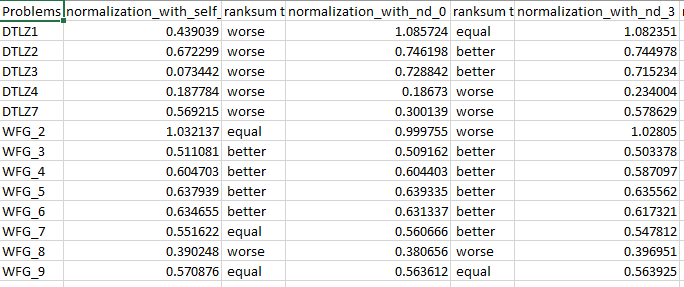 Problems normalization_with_self_ ranksum t normalization_with_nd_0 ranksum t normalization_with_nd_3
DTLZ1 0.439039 worse 1.085724 equal 1.082351
DTLZ2 0.672299 worse 0.746198 better 0.744978
DTLZ3 0.073442 worse 0.728842 better 0.715234
DTLZ4 0.187784 worse 0.18673 worse 0.234004
DTLZ7 0.569215 worse 0.300139 worse 0.578629
WFG_2 1.032137 equal 0.999755 worse 1.02805
WFG_3 0.511081 better 0.509162 better 0.503378
WFG_4 0.604703 better 0.604403 better 0.587097
WFG_5 0.637939 better 0.639335 better 0.635562
WFG_6 0.634655 better 0.631337 better 0.617321
WFG_7 0.551622 equal 0.560666 better 0.547812
WFG_8 0.390248 worse 0.380656 worse 0.396951
WFG_9 0.570876 equal 0.563612 equal 0.563925